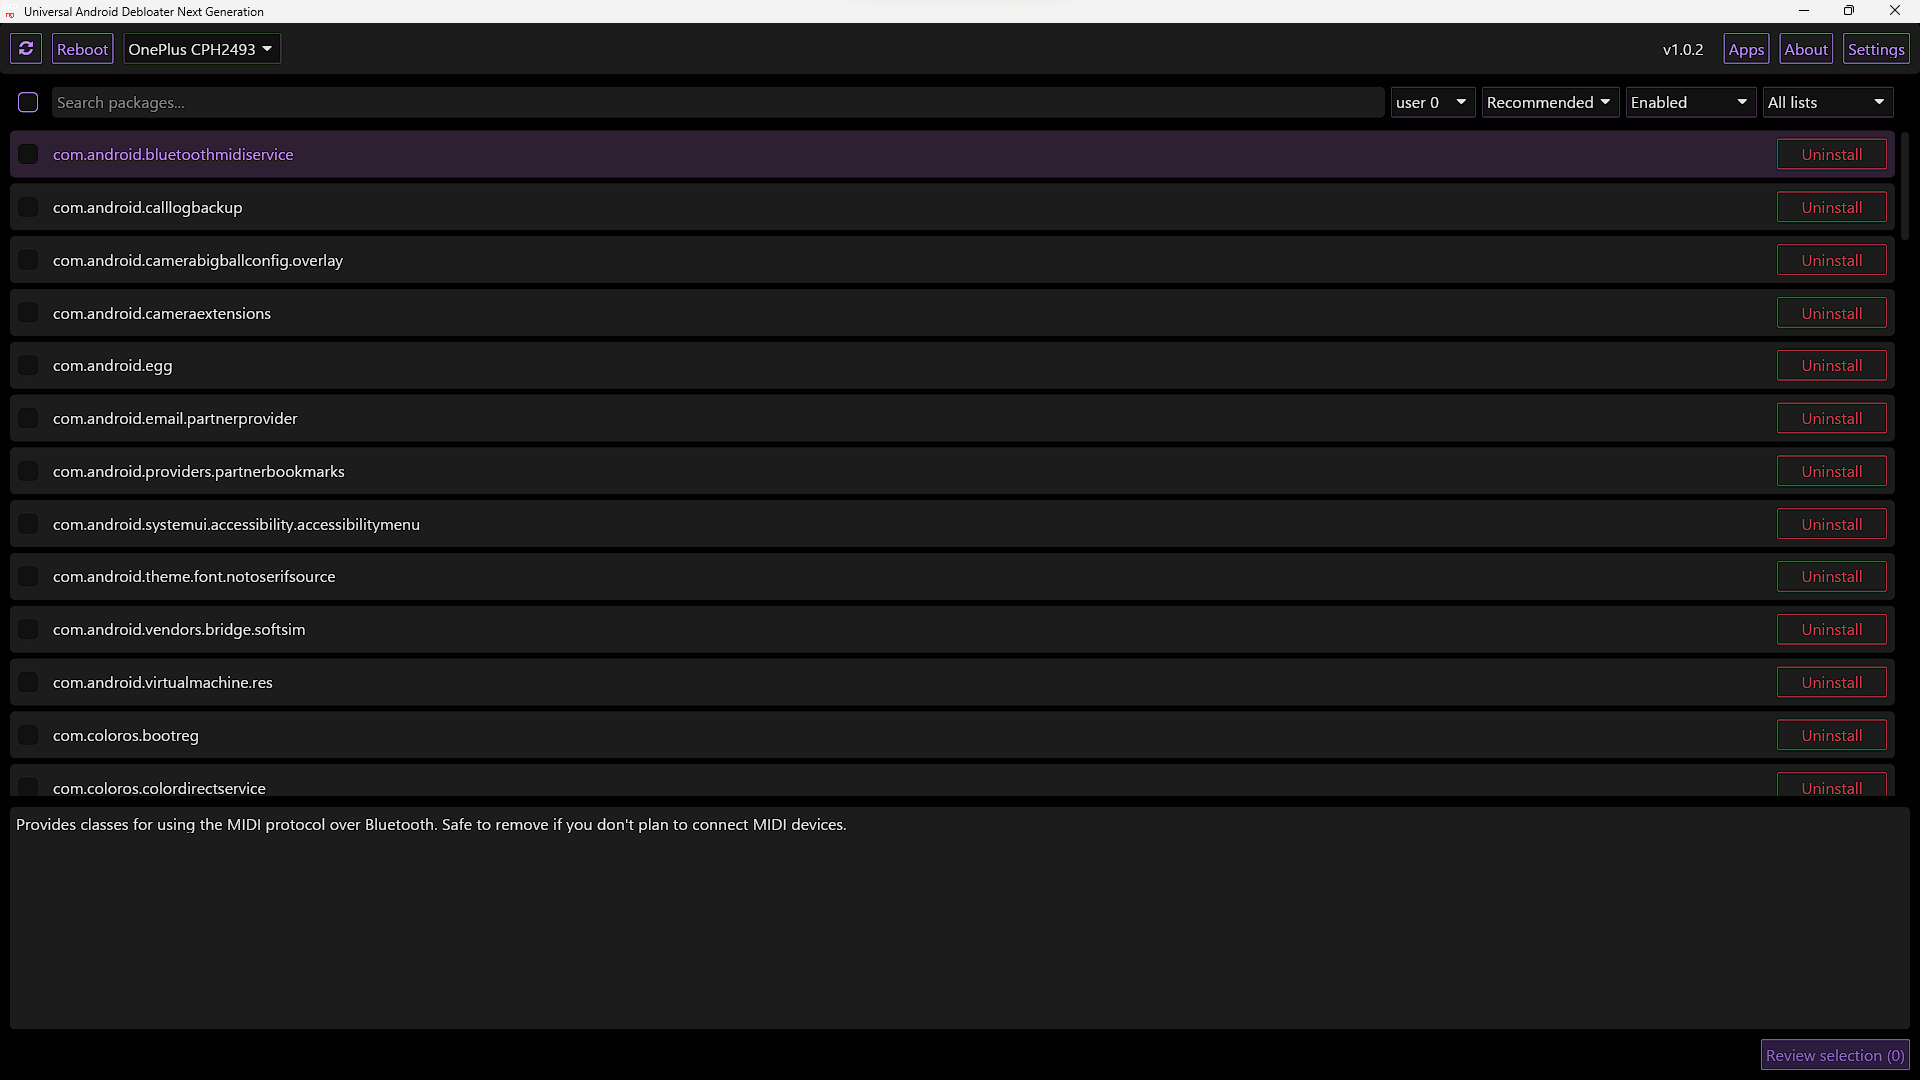 Universal Android Debloater Next Generation
Reboot OnePlus CPH2493 v1.0.2 Apps About Settings
Search packages... user 0 Recommended Enabled All lists
com.android.bluetoothmidiservice Uninstall
com.android.calllogbackup Uninstall
com.android.camerabigballconfig.overlay Uninstall
com.android.cameraextensions Uninstall
com.android.egg Uninstall
com.android.email.partnerprovider Uninstall
com.android.providers.partnerbookmarks Uninstall
com.android.systemui.accessibility.accessibilitymenu Uninstall
com.android.theme.font.notoserifsource Uninstall
com.android.vendors.bridge.softsim Uninstall
com.android.virtualmachine.res Uninstall
com.coloros.bootreg Uninstall
com.coloros.colordirectservice Uninstall
Provides classes for using the MIDI protocol over Bluetooth. Safe to remove if you don't plan to connect MIDI devices.
Review selection (0)